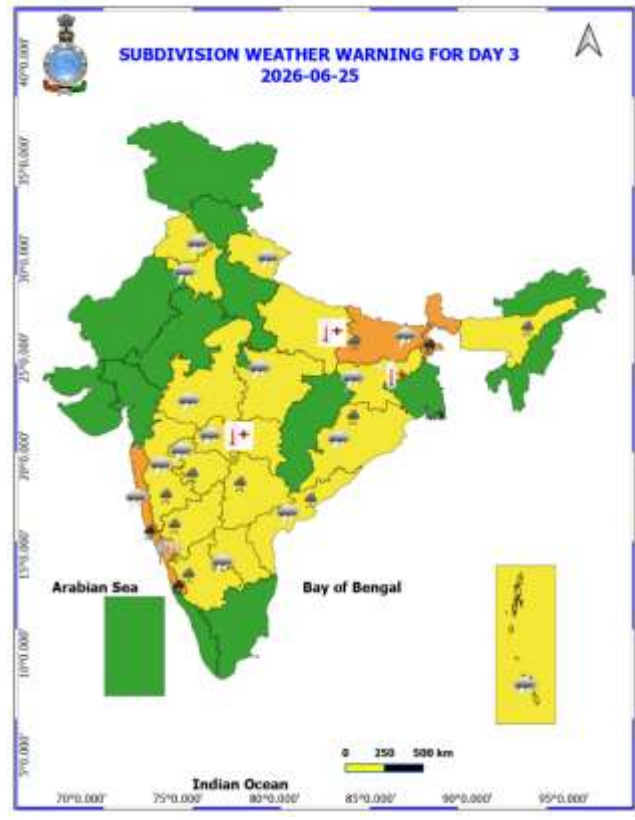 SUBDIVISION WEATHER WARNING FOR DAY 3
2026-06-25
40°0.000'
35°0.000'
30°0.000'
25°0.000'
20°0.000'
15°0.000'
10°0.000'
5°0.000'
Arabian Sea
Bay of Bengal
0 250 500 km
Indian Ocean
70°0.000' 75°0.000' 80°0.000' 85°0.000' 90°0.000' 95°0.000'